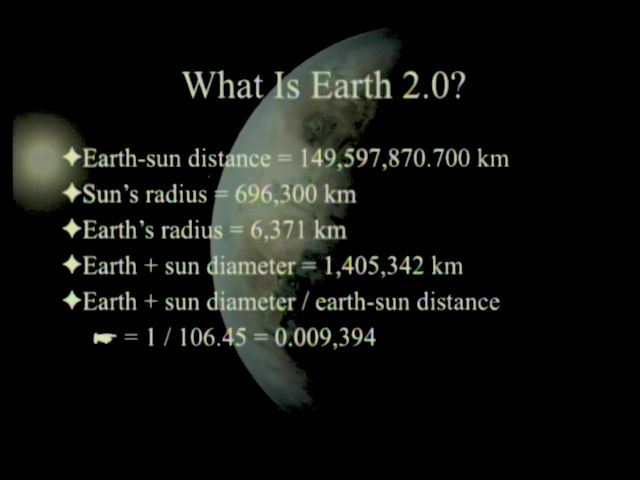 What Is Earth 2.0?
✦Earth-sun distance = 149,597,870.700 km
✦Sun's radius = 696,300 km
✦Earth's radius = 6,371 km
✦Earth + sun diameter = 1,405,342 km
✦Earth + sun diameter / earth-sun distance
☛ = 1 / 106.45 = 0.009,394